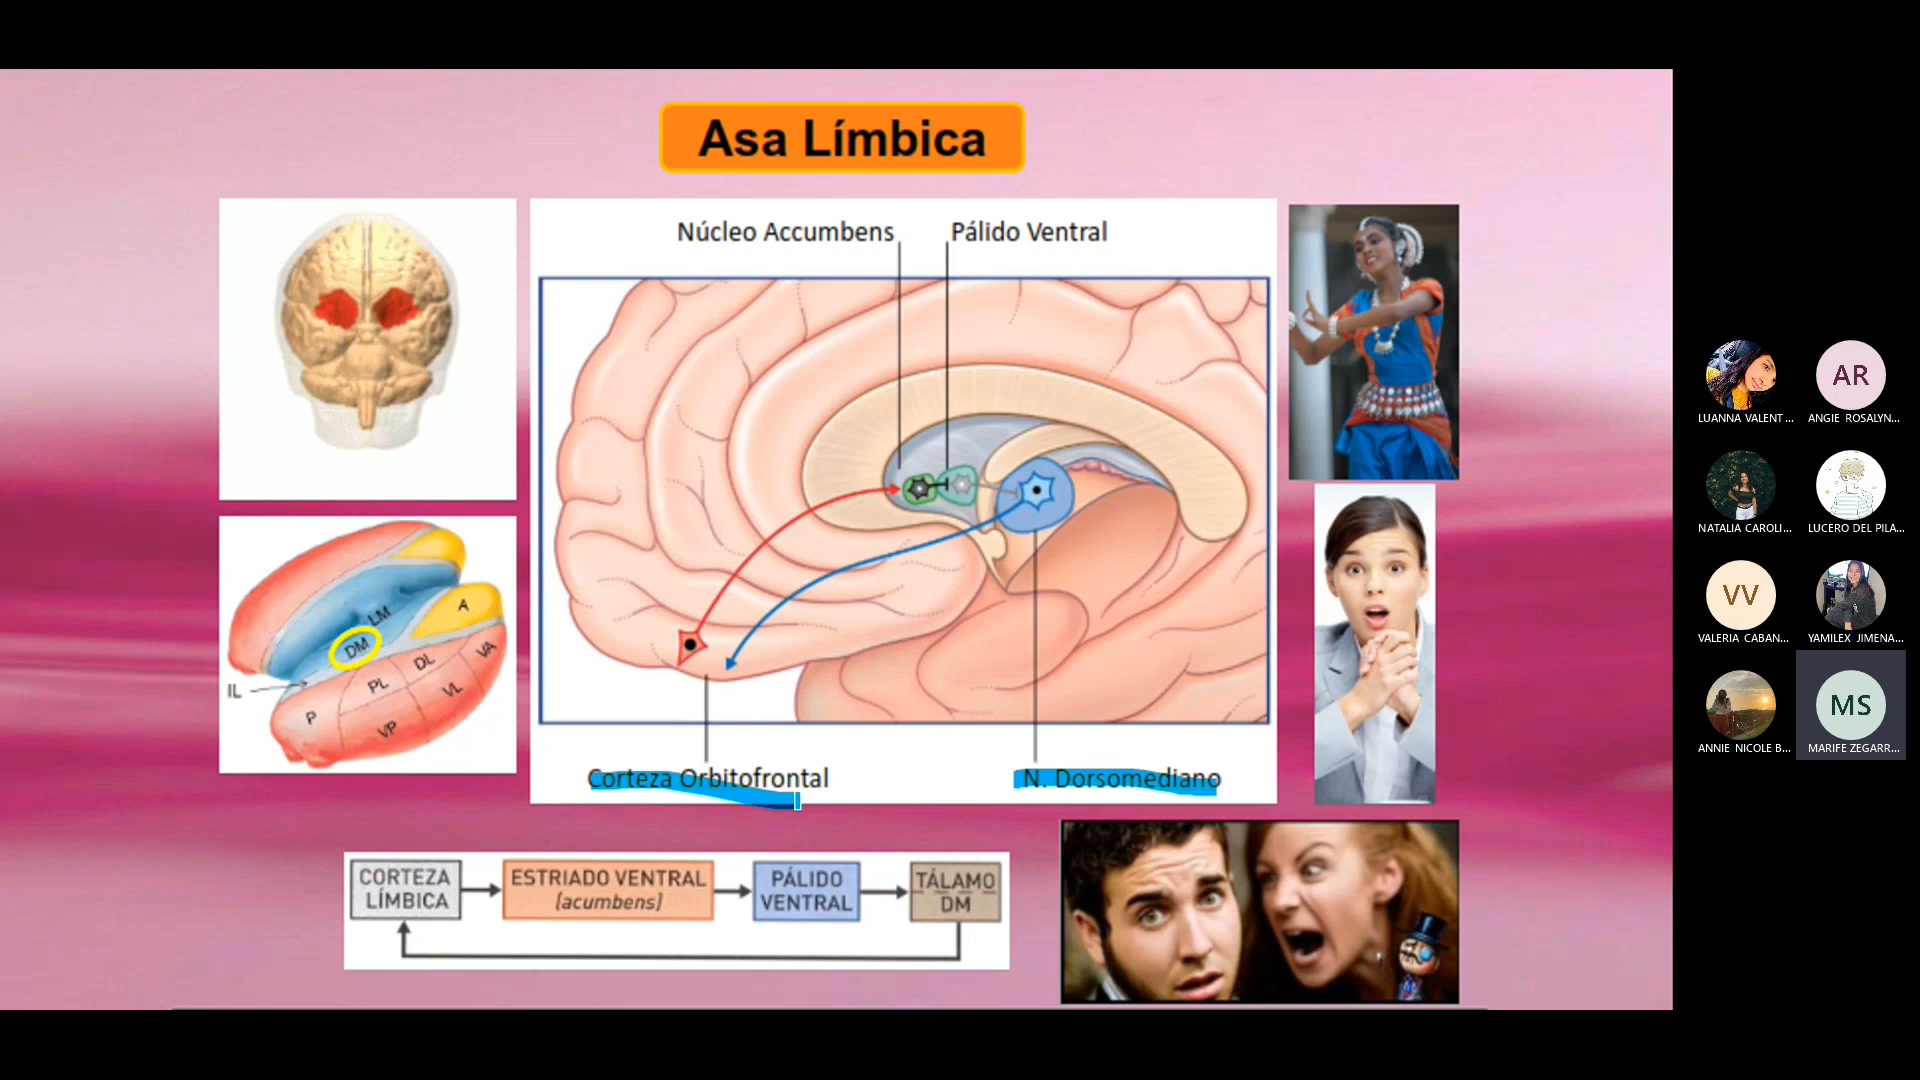 Asa Límbica
Núcleo Accumbens
Pálido Ventral
LM
A
DM
DL
VA
IL
PL
VL
P
VP
Corteza Orbitofrontal
N. Dorsomediano
CORTEZA
LÍMBICA
ESTRIADO VENTRAL
(acumbens)
PÁLIDO
VENTRAL
TÁLAMO
DM
AR
LUANNA VALENT...
ANGIE ROSALYN...
NATALIA CAROLI...
LUCERO DEL PILA...
VV
VALERIA CABAN...
YAMILEX JIMENA...
MS
ANNIE NICOLE B...
MARIFE ZEGARR...